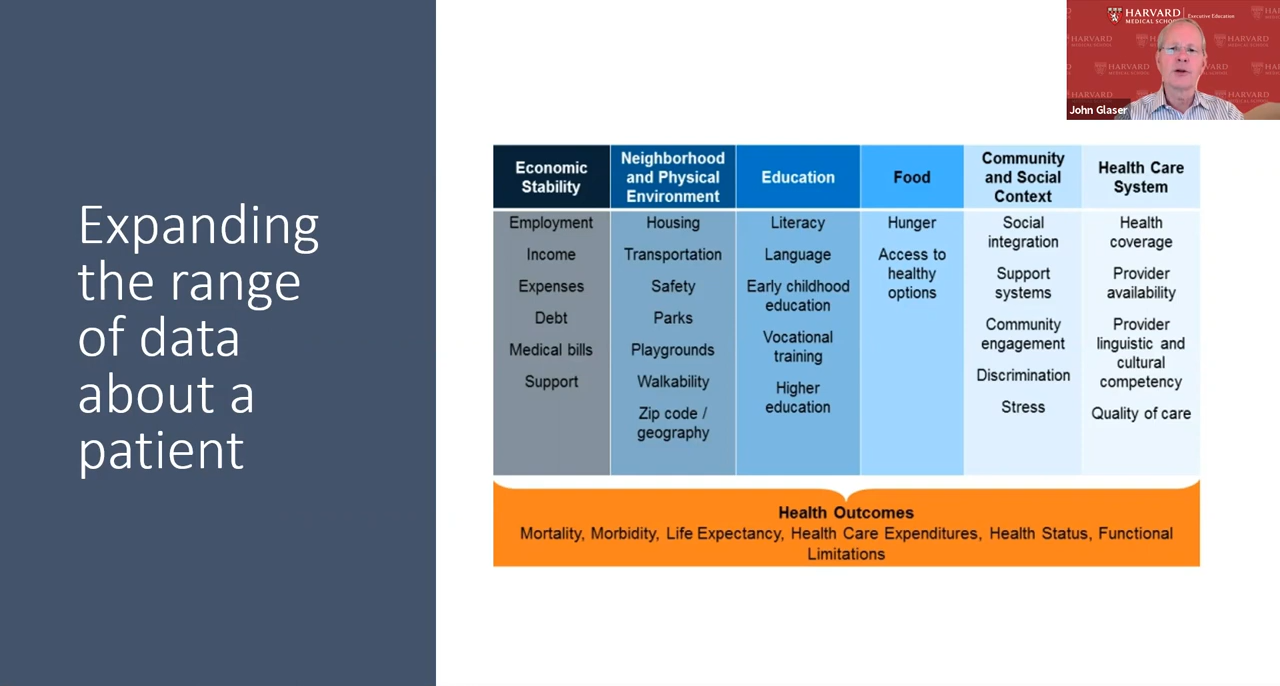 HARVARD
MEDICAL SCHOOL
Executive Education
John Glaser
Expanding
the range
of data
about a
patient
Economic
Stability
Employment
Income
Expenses
Debt
Medical bills
Support
Neighborhood
and Physical
Environment
Housing
Transportation
Safety
Parks
Playgrounds
Walkability
Zip code /
geography
Education
Literacy
Language
Early childhood
education
Vocational
training
Higher
education
Food
Hunger
Access to
healthy
options
Community
and Social
Context
Social
integration
Support
systems
Community
engagement
Discrimination
Stress
Health Care
System
Health
coverage
Provider
availability
Provider
linguistic and
cultural
competency
Quality of care
Health Outcomes
Mortality, Morbidity, Life Expectancy, Health Care Expenditures, Health Status, Functional
Limitations